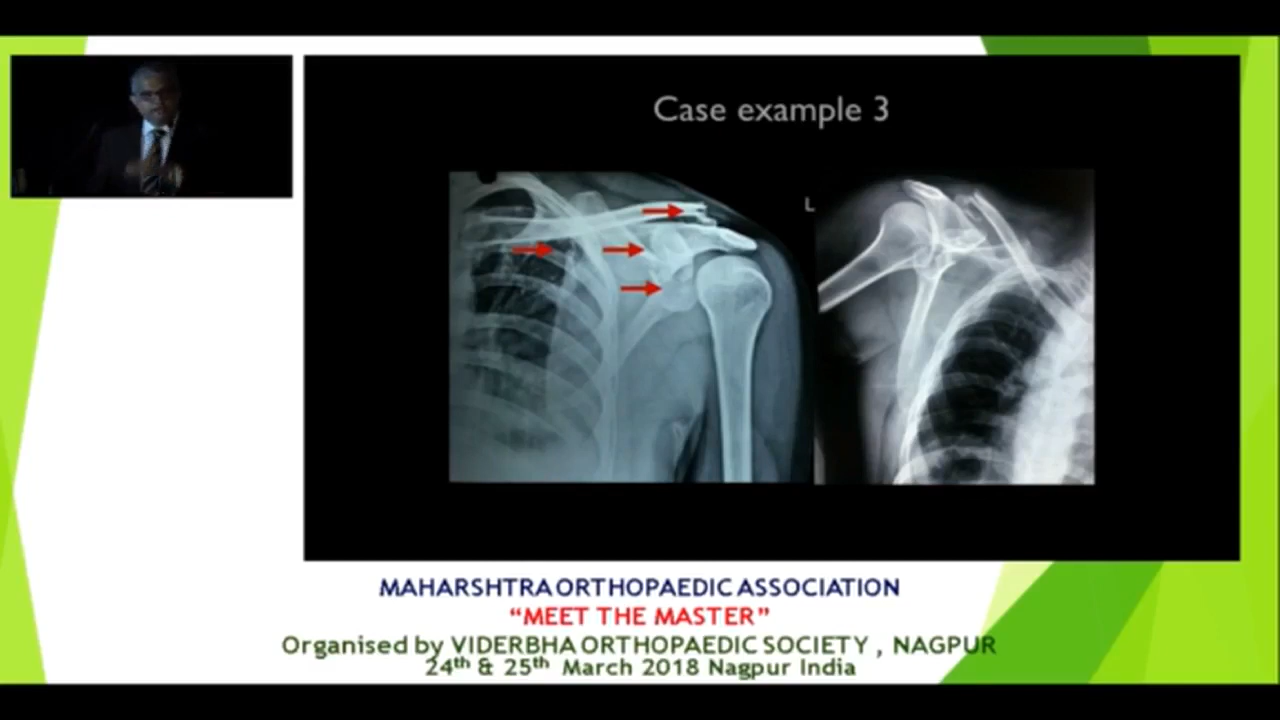 Case example 3
L
MAHARSHTRA ORTHOPAEDIC ASSOCIATION
“MEET THE MASTER”
Organised by VIDERBHA ORTHOPAEDIC SOCIETY , NAGPUR
24th & 25th March 2018 Nagpur India